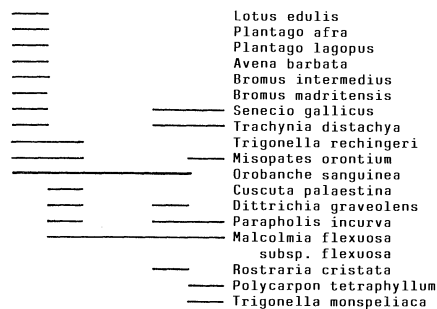 Lotus edulis
Plantago afra
Plantago lagopus
Avena barbata
Bromus intermedius
Bromus madritensis
Senecio gallicus
Trachynia distachya
Trigonella rechingeri
Misopates orontium
Orobanche sanguinea
Cuscuta palaestina
Dittrichia graveolens
Parapholis incurva
Malcolmia flexuosa
subsp. flexuosa
Rostraria cristata
Polycarpon tetraphyllum
Trigonella monspeliaca